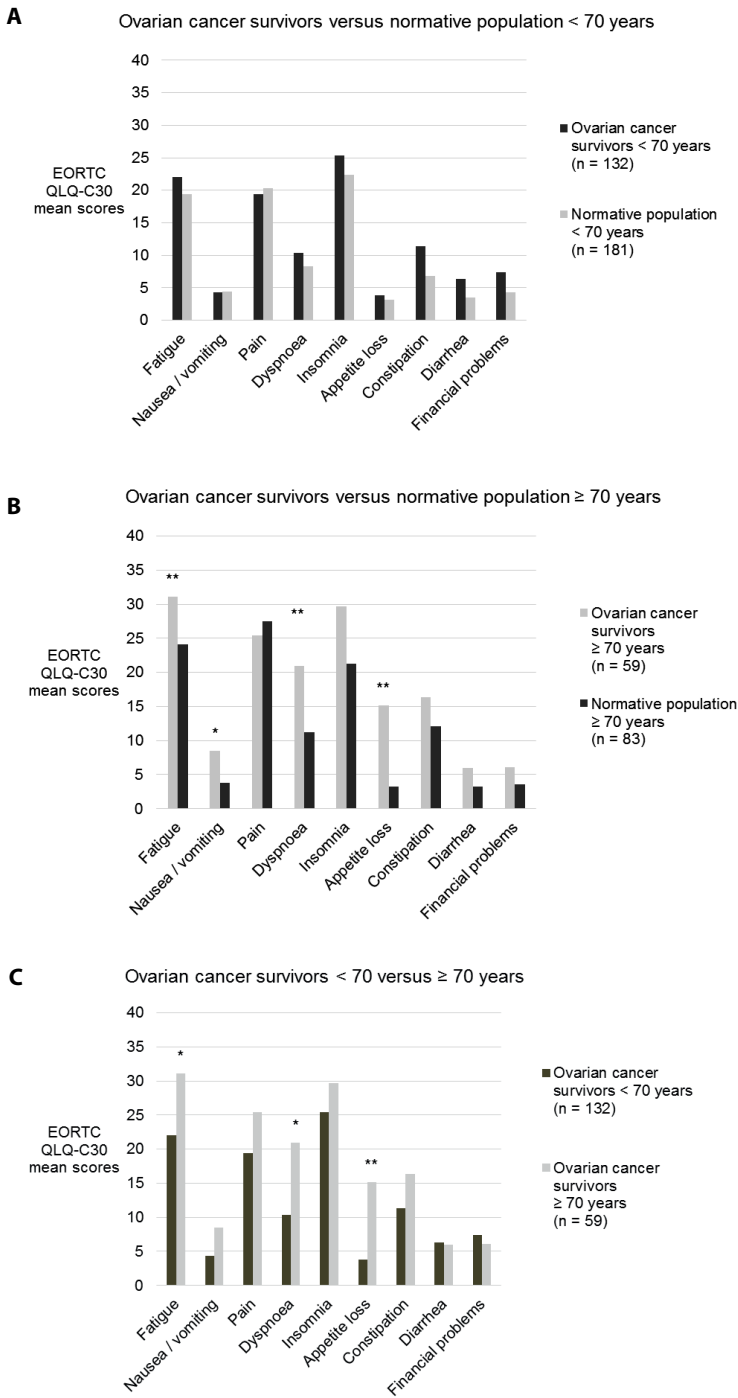 A
Ovarian cancer survivors versus normative population < 70 years
40
35
30
25
20
15
10
5
0
EORTC
QLQ-C30
mean scores
Fatigue
Nausea / vomiting
Pain
Dyspnoea
Insomnia
Appetite loss
Constipation
Diarrhea
Financial problems
Ovarian cancer
survivors < 70 years
(n = 132)
Normative population
< 70 years
(n = 181)
B
Ovarian cancer survivors versus normative population ≥ 70 years
40
35
30
25
20
15
10
5
0
EORTC
QLQ-C30
mean scores
**
*
**
**
Fatigue
Nausea / vomiting
Pain
Dyspnoea
Insomnia
Appetite loss
Constipation
Diarrhea
Financial problems
Ovarian cancer
survivors
≥ 70 years
(n = 59)
Normative population
≥ 70 years
(n = 83)
C
Ovarian cancer survivors < 70 versus ≥ 70 years
40
35
30
25
20
15
10
5
0
EORTC
QLQ-C30
mean scores
*
*
**
Fatigue
Nausea / vomiting
Pain
Dyspnoea
Insomnia
Appetite loss
Constipation
Diarrhea
Financial problems
Ovarian cancer
survivors < 70 years
(n = 132)
Ovarian cancer
survivors
≥ 70 years
(n = 59)